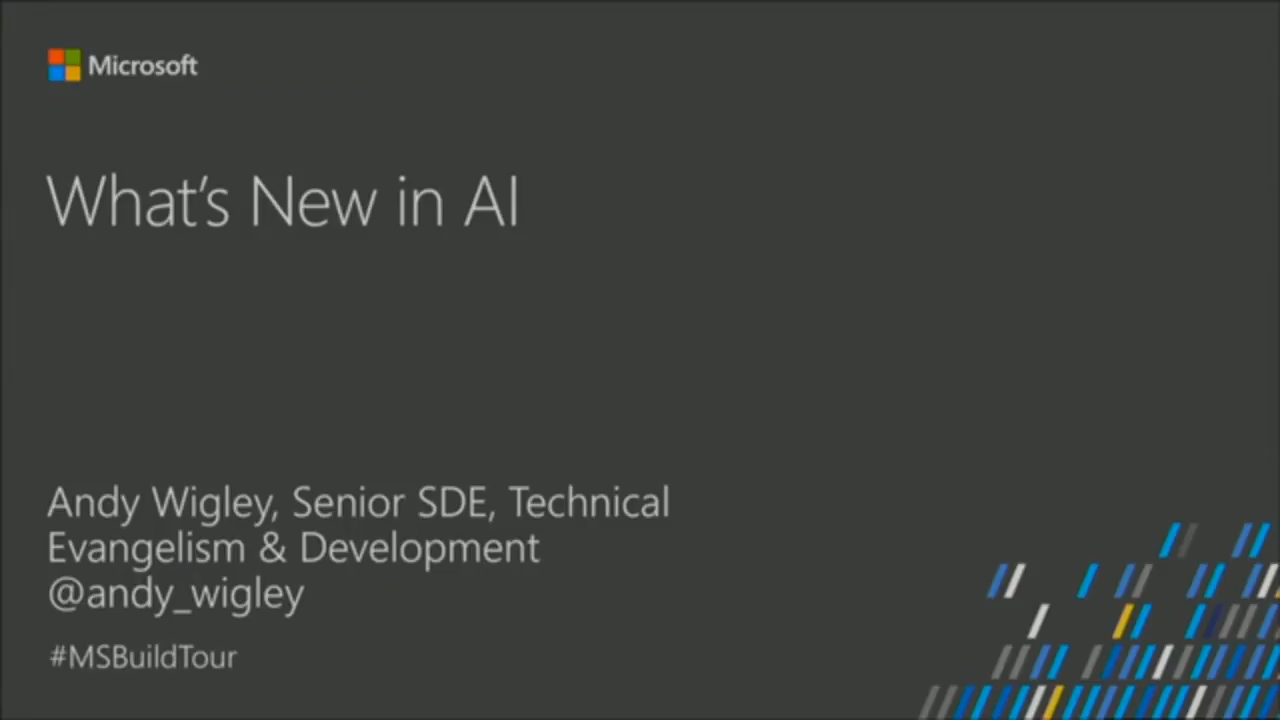 Microsoft
What's New in AI
Andy Wigley, Senior SDE, Technical
Evangelism & Development
@andy_wigley
#MSBuildTour